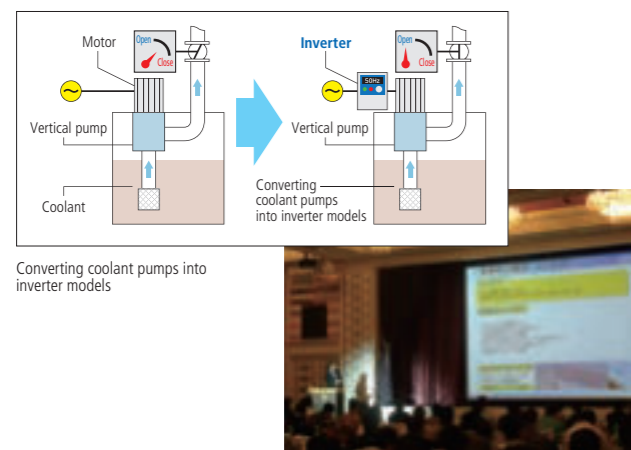 Motor
Open
Close
Vertical pump
Coolant
Inverter
50Hz
Open
Close
Vertical pump
Converting
coolant pumps
into inverter models
Converting coolant pumps into
inverter models